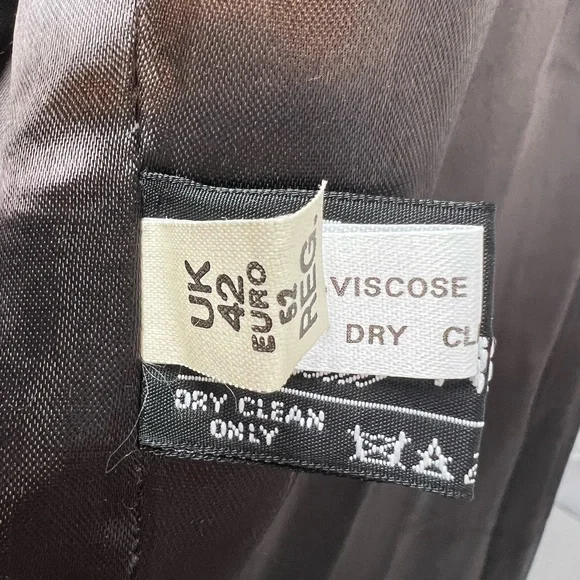 UK
42
EURO
52
REG.
VISCOSE
DRY CL
DRY CLEAN
ONLY